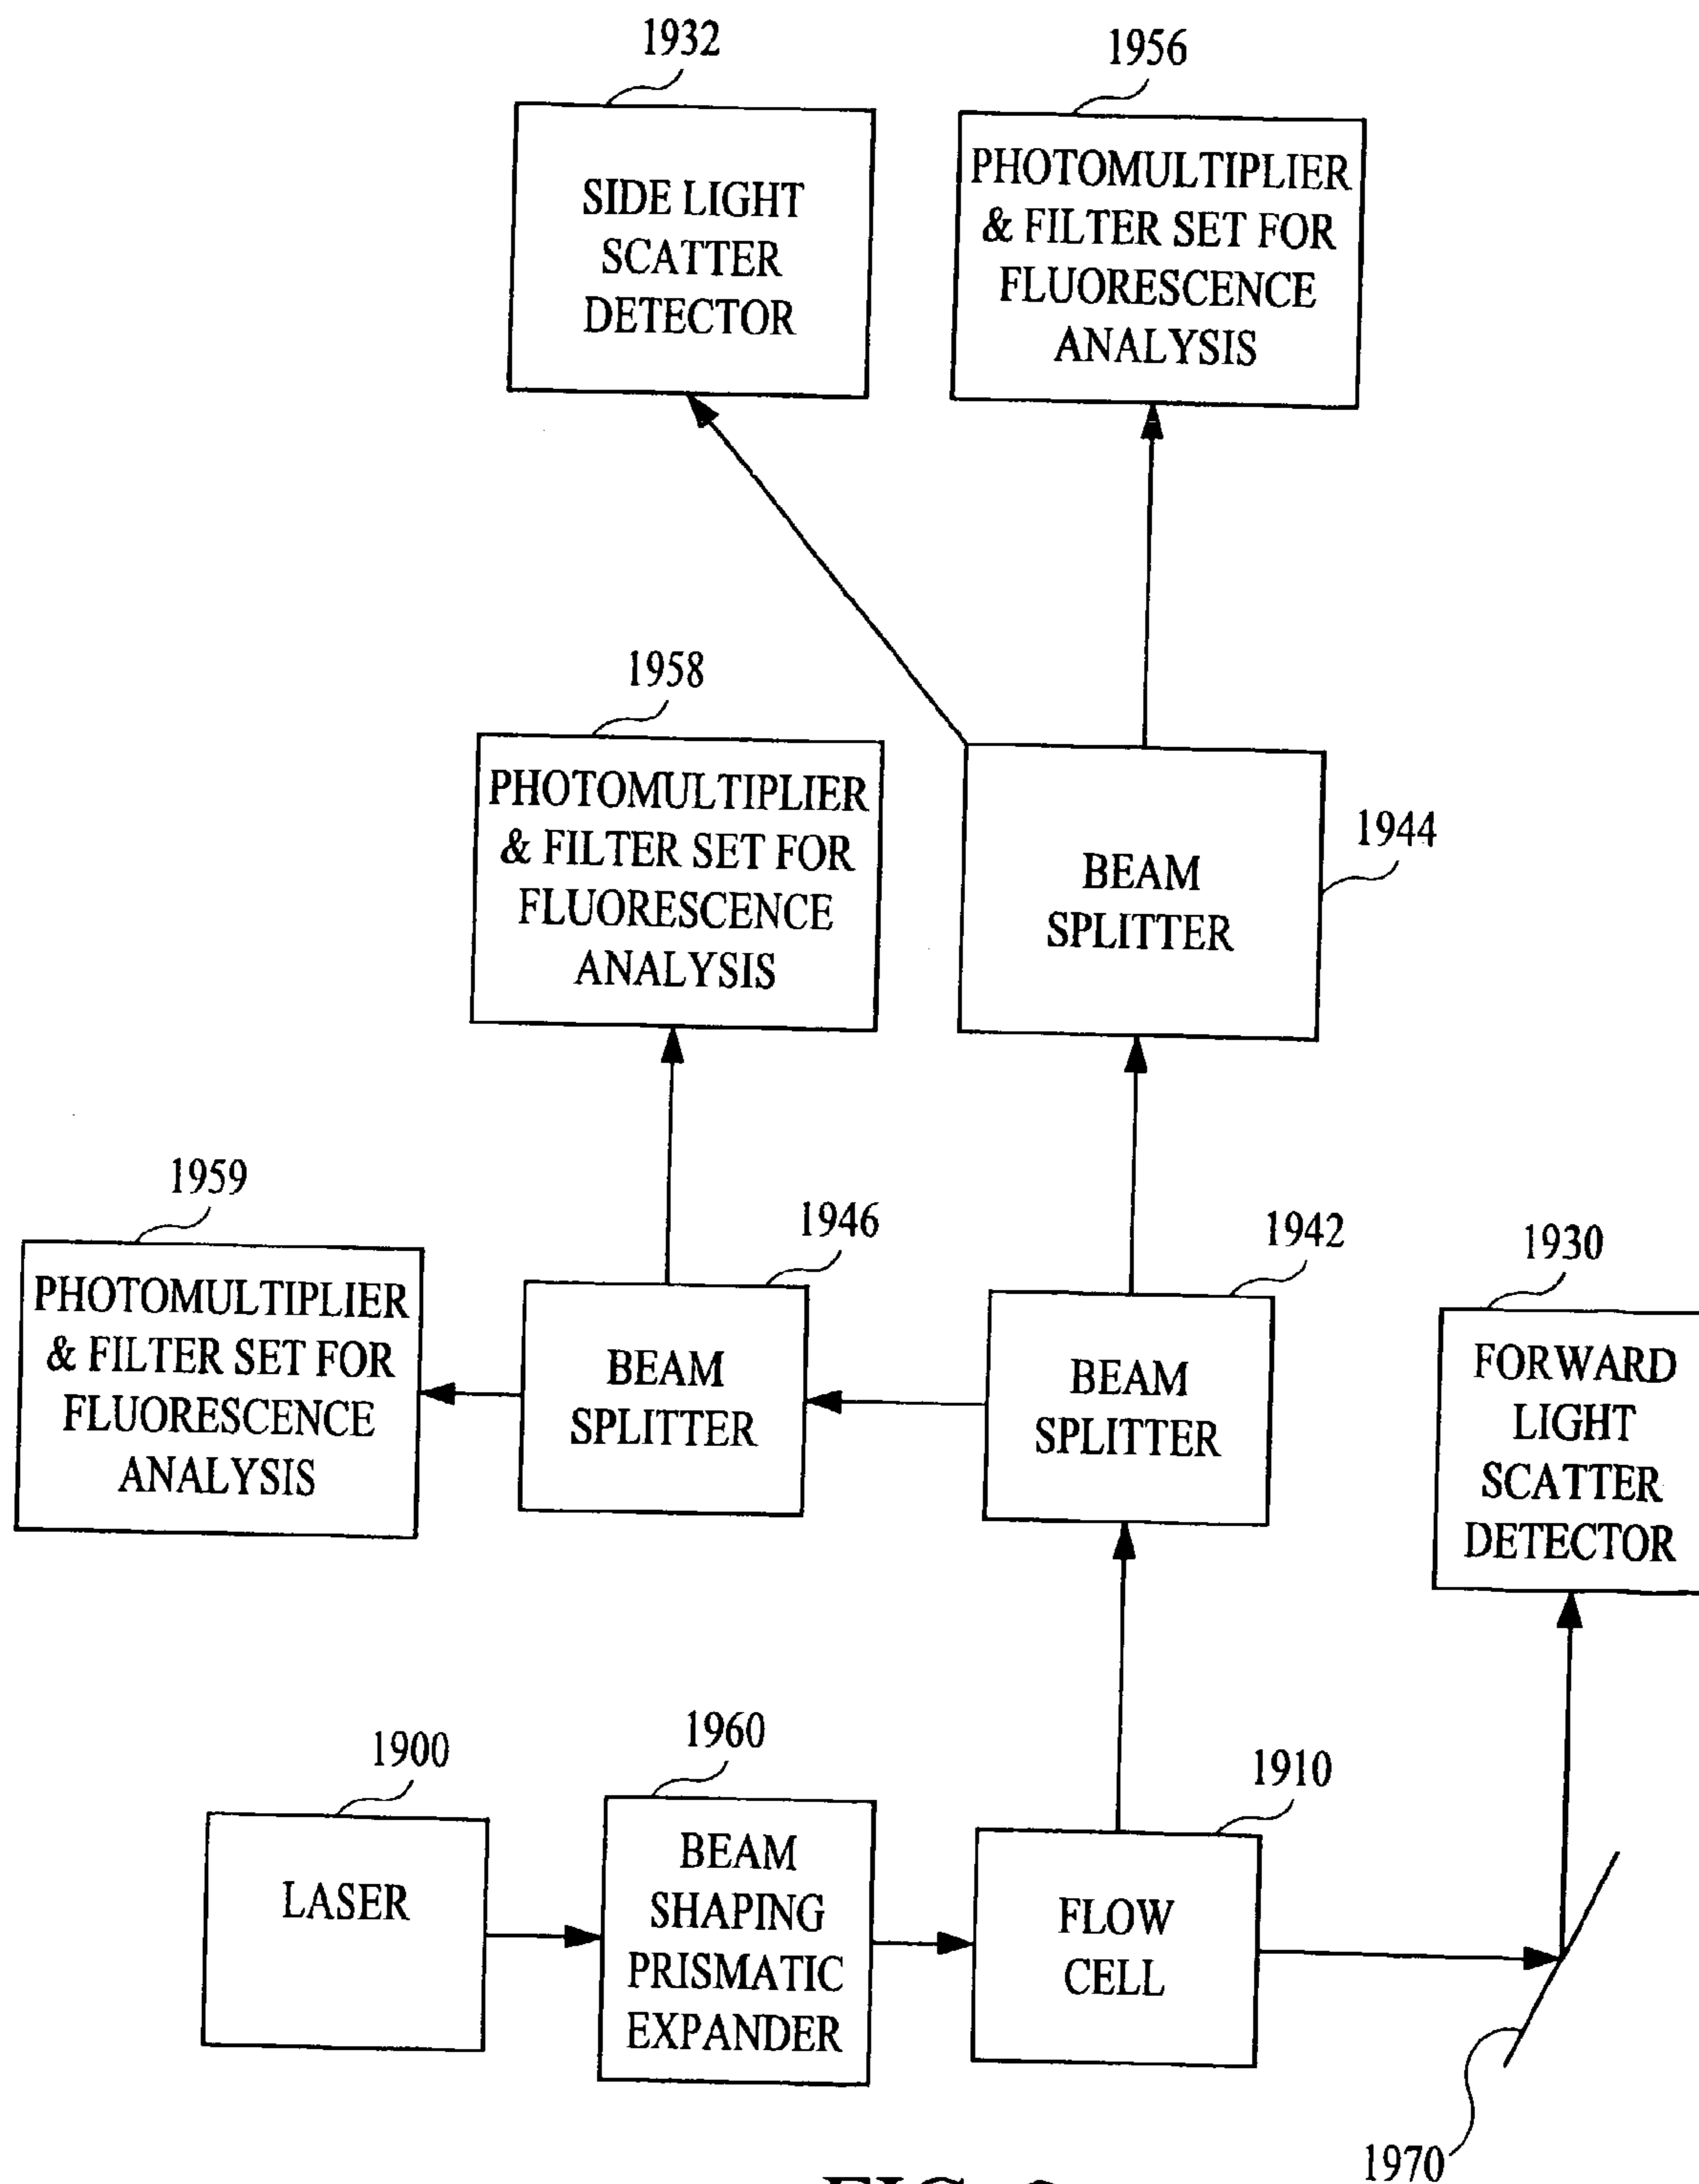 1932
1956
SIDE LIGHT
SCATTER
DETECTOR
PHOTOMULTIPLIER
& FILTER SET FOR
FLUORESCENCE
ANALYSIS
1958
PHOTOMULTIPLIER
& FILTER SET FOR
FLUORESCENCE
ANALYSIS
1944
BEAM
SPLITTER
1959
PHOTOMULTIPLIER
& FILTER SET FOR
FLUORESCENCE
ANALYSIS
1946
BEAM
SPLITTER
1942
BEAM
SPLITTER
1930
FORWARD
LIGHT
SCATTER
DETECTOR
1900
LASER
1960
BEAM
SHAPING
PRISMATIC
EXPANDER
1910
FLOW
CELL
1970